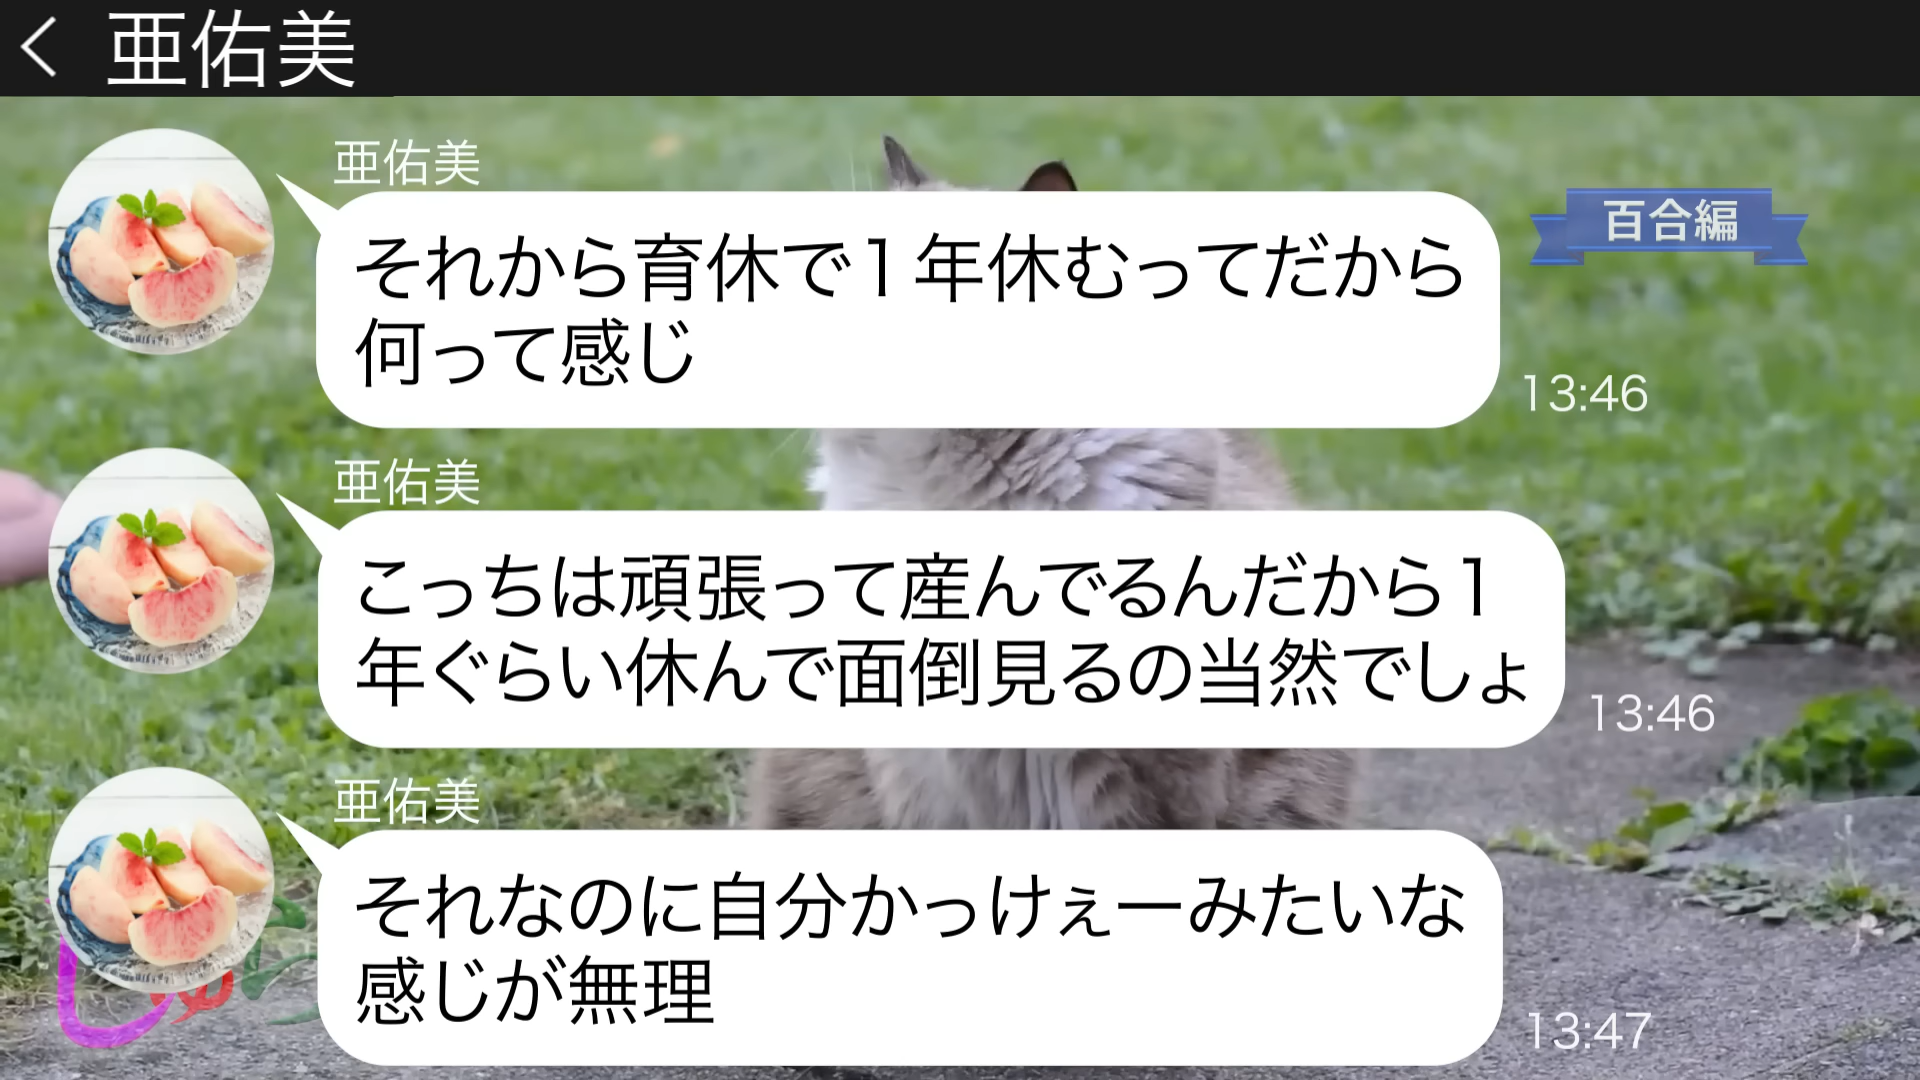 亜佑美
亜佑美
百合編
それから育休で1年休むってだから
何って感じ
13:46
亜佑美
こっちは頑張って産んでるんだから1
年ぐらい休んで面倒見るの当然でしょ
13:46
亜佑美
それなのに自分かっけぇーみたいな
感じが無理
13:47